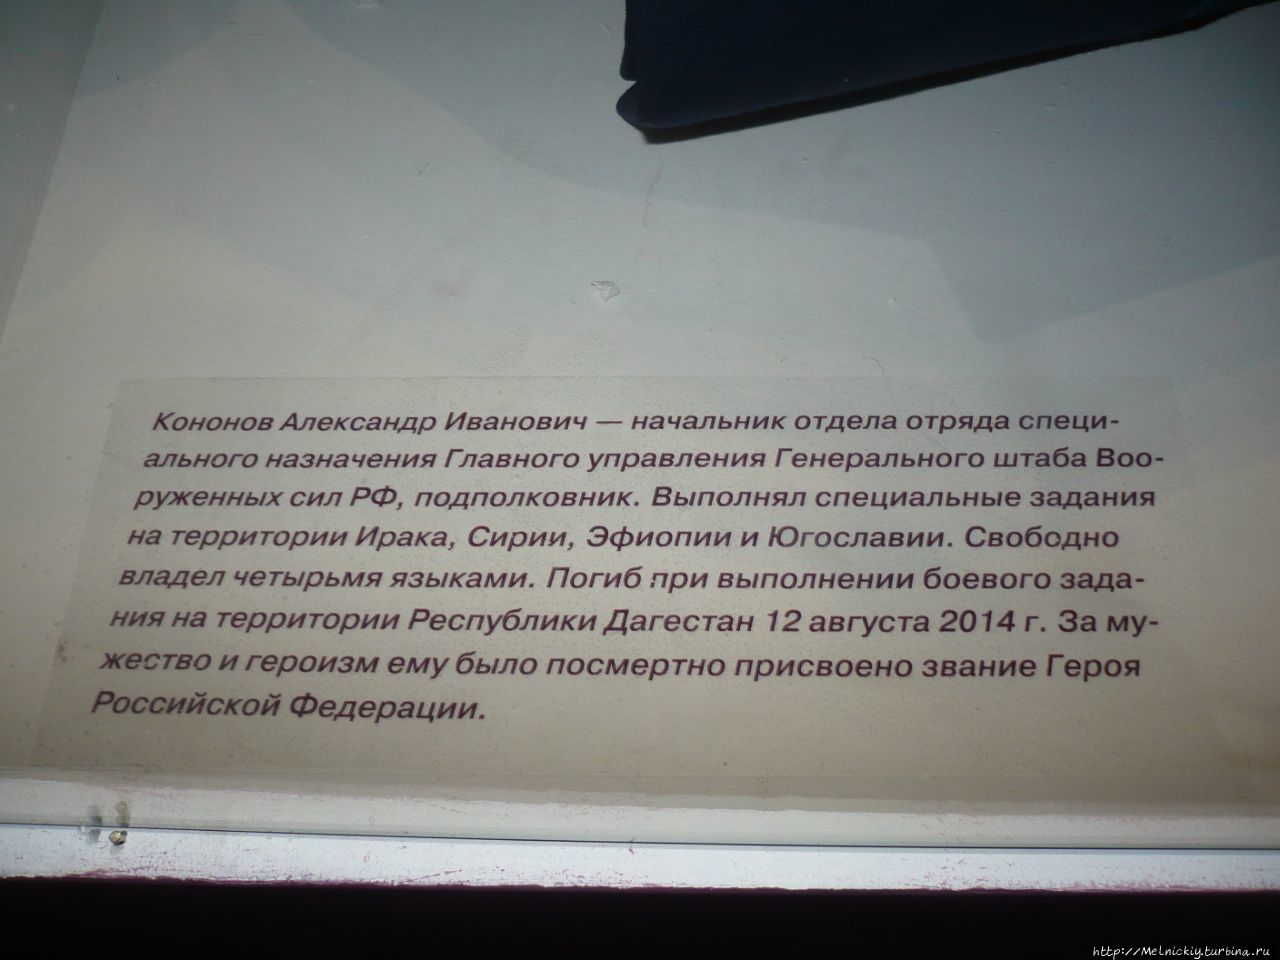 Кононов Александр Иванович — начальник отдела отряда специ-
ального назначения Главного управления Генерального штаба Воо-
руженных сил РФ, подполковник. Выполнял специальные задания
на территории Ирака, Сирии, Эфиопии и Югославии. Свободно
владел четырьмя языками. Погиб при выполнении боевого зада-
ния на территории Республики Дагестан 12 августа 2014 г. За му-
жество и героизм ему было посмертно присвоено звание Героя
Российской Федерации.
http://Melnickiy.turbina.ru